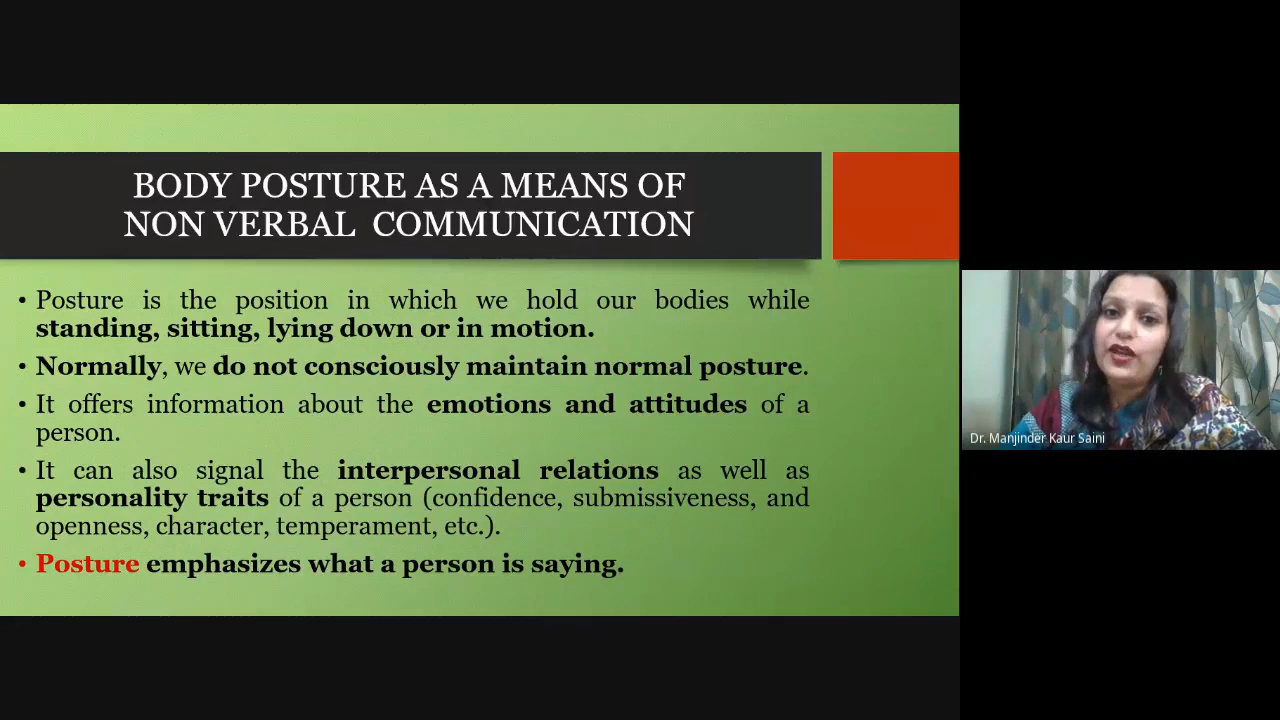 BODY POSTURE AS A MEANS OF
NON VERBAL COMMUNICATION
• Posture is the position in which we hold our bodies while
standing, sitting, lying down or in motion.
• Normally, we do not consciously maintain normal posture.
• It offers information about the emotions and attitudes of a
person.
• It can also signal the interpersonal relations as well as
personality traits of a person (confidence, submissiveness, and
openness, character, temperament, etc.).
• Posture emphasizes what a person is saying.
Dr. Manjinder Kaur Saini